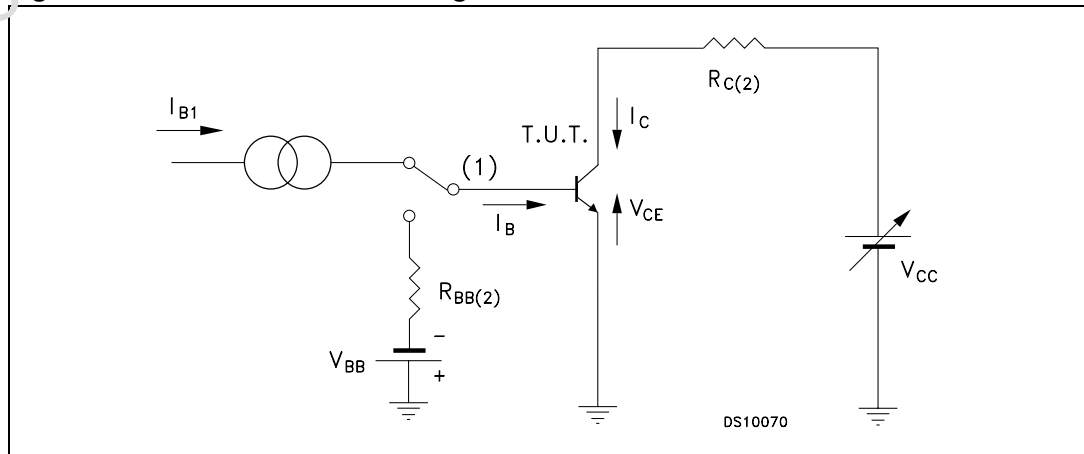 R_C(2)
I_B1
T.U.T.
I_C
(1)
I_B
V_CE
V_CC
R_BB(2)
V_BB
-
+
DS10070